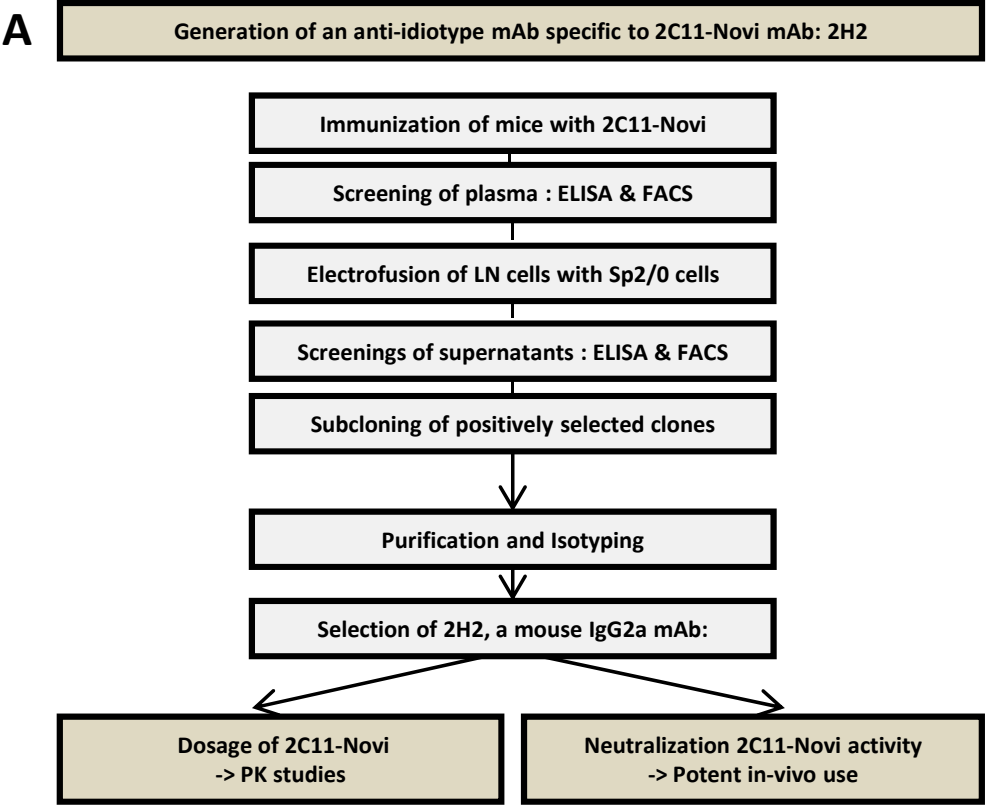 A
Generation of an anti-idiotype mAb specific to 2C11-Novi mAb: 2H2
Immunization of mice with 2C11-Novi
Screening of plasma : ELISA & FACS
Electrofusion of LN cells with Sp2/0 cells
Screenings of supernatants : ELISA & FACS
Subcloning of positively selected clones
Purification and Isotyping
Selection of 2H2, a mouse IgG2a mAb:
Dosage of 2C11-Novi
-> PK studies
Neutralization 2C11-Novi activity
-> Potent in-vivo use